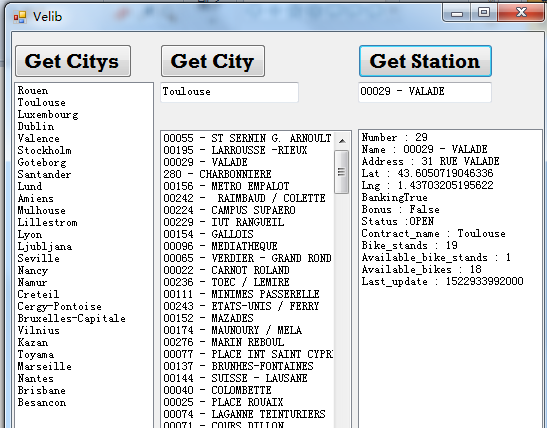 Velib
Get Citys
Get City
Get Station
Toulouse
00029 - VALADE
Rouen
Toulouse
Luxembourg
Dublin
Valence
Stockholm
Goteborg
Santander
Lund
Amiens
Mulhouse
Lillestrom
Lyon
Ljubljana
Seville
Nancy
Namur
Creteil
Cergy-Pontoise
Bruxelles-Capitale
Vilnius
Kazan
Toyama
Marseille
Nantes
Brisbane
Besancon
00055 - ST SERNIN G. ARNOULT
00195 - LARROUSSE -RIEUX
00029 - VALADE
280 - CHARBONNIERE
00156 - METRO EMPALOT
00242 -  RAIMBAUD / COLETTE
00224 - CAMPUS SUPAERO
00229 - IUT RANGUEIL
00154 - GALLOIS
00096 - MEDIATHEQUE
00065 - VERDIER - GRAND ROND
00022 - CARNOT ROLAND
00236 - TOEC / LEMIRE
00111 - MINIMES PASSERELLE
00243 - ETATS-UNIS / FERRY
00152 - MAZADES
00174 - MAUNOURY / MELA
00276 - MARIN REBOUL
00077 - PLACE INT SAINT CYPR
00137 - BRUNHES-FONTAINES
00144 - SUISSE - LAUSANE
00040 - COLOMBETTE
00025 - PLACE ROUAIX
00074 - LAGANNE TEINTURIERS
00071 - COURS DILLON
Number : 29
Name : 00029 - VALADE
Address : 31 RUE VALADE
Lat : 43.6050719046336
Lng : 1.43703205195622
BankingTrue
Bonus : False
Status :OPEN
Contract_name : Toulouse
Bike_stands : 19
Available_bike_stands : 1
Available_bikes : 18
Last_update : 1522933992000